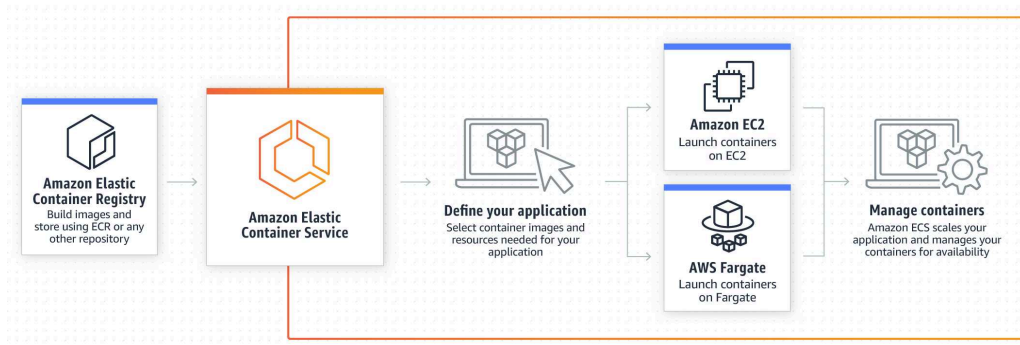 Amazon Elastic
Container Registry
Build images and
store using ECR or any
other repository
Amazon Elastic
Container Service
Define your application
Select container images and
resources needed for your
application
Amazon EC2
Launch containers
on EC2
AWS Fargate
Launch containers
on Fargate
Manage containers
Amazon ECS scales your
application and manages your
containers for availability